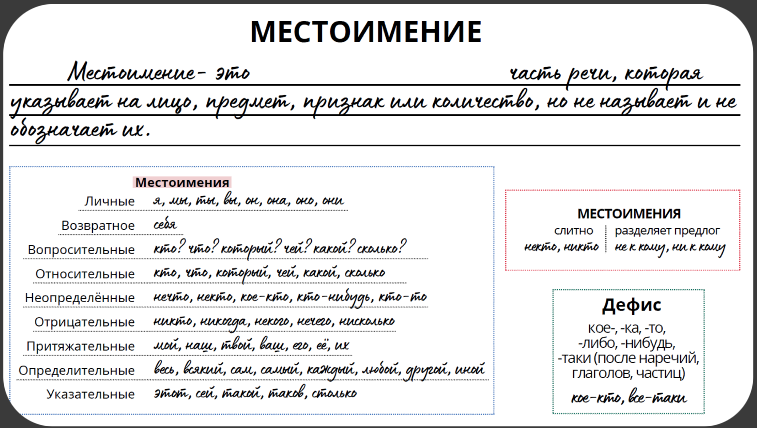 МЕСТОИМЕНИЕ
Местоимение- это часть речи, которая
указывает на лицо, предмет, признак или количество, но не называет и не
обозначает их.
Местоимения
Личные я, мы, ты, вы, он, она, оно, они
Возвратное себя
Вопросительные кто? что? который? чей? какой? сколько?
Относительные кто, что, который, чей, какой, сколько
Неопределённые нечто, некто, кое-кто, кто-нибудь, кто-то
Отрицательные никто, никогда, некого, нечего, нисколько
Притяжательные мой, наш, твой, ваш, его, её, их
Определительные весь, всякий, сам, самый, каждый, любой, другой, иной
Указательные этот, сей, такой, таков, столько
МЕСТОИМЕНИЯ
слитно разделяет предлог
некто, никто не к кому, ни к кому
Дефис
кое-, -ка, -то,
-либо, -нибудь,
-таки (после наречий,
глаголов, частиц)
кое-кто, все-таки